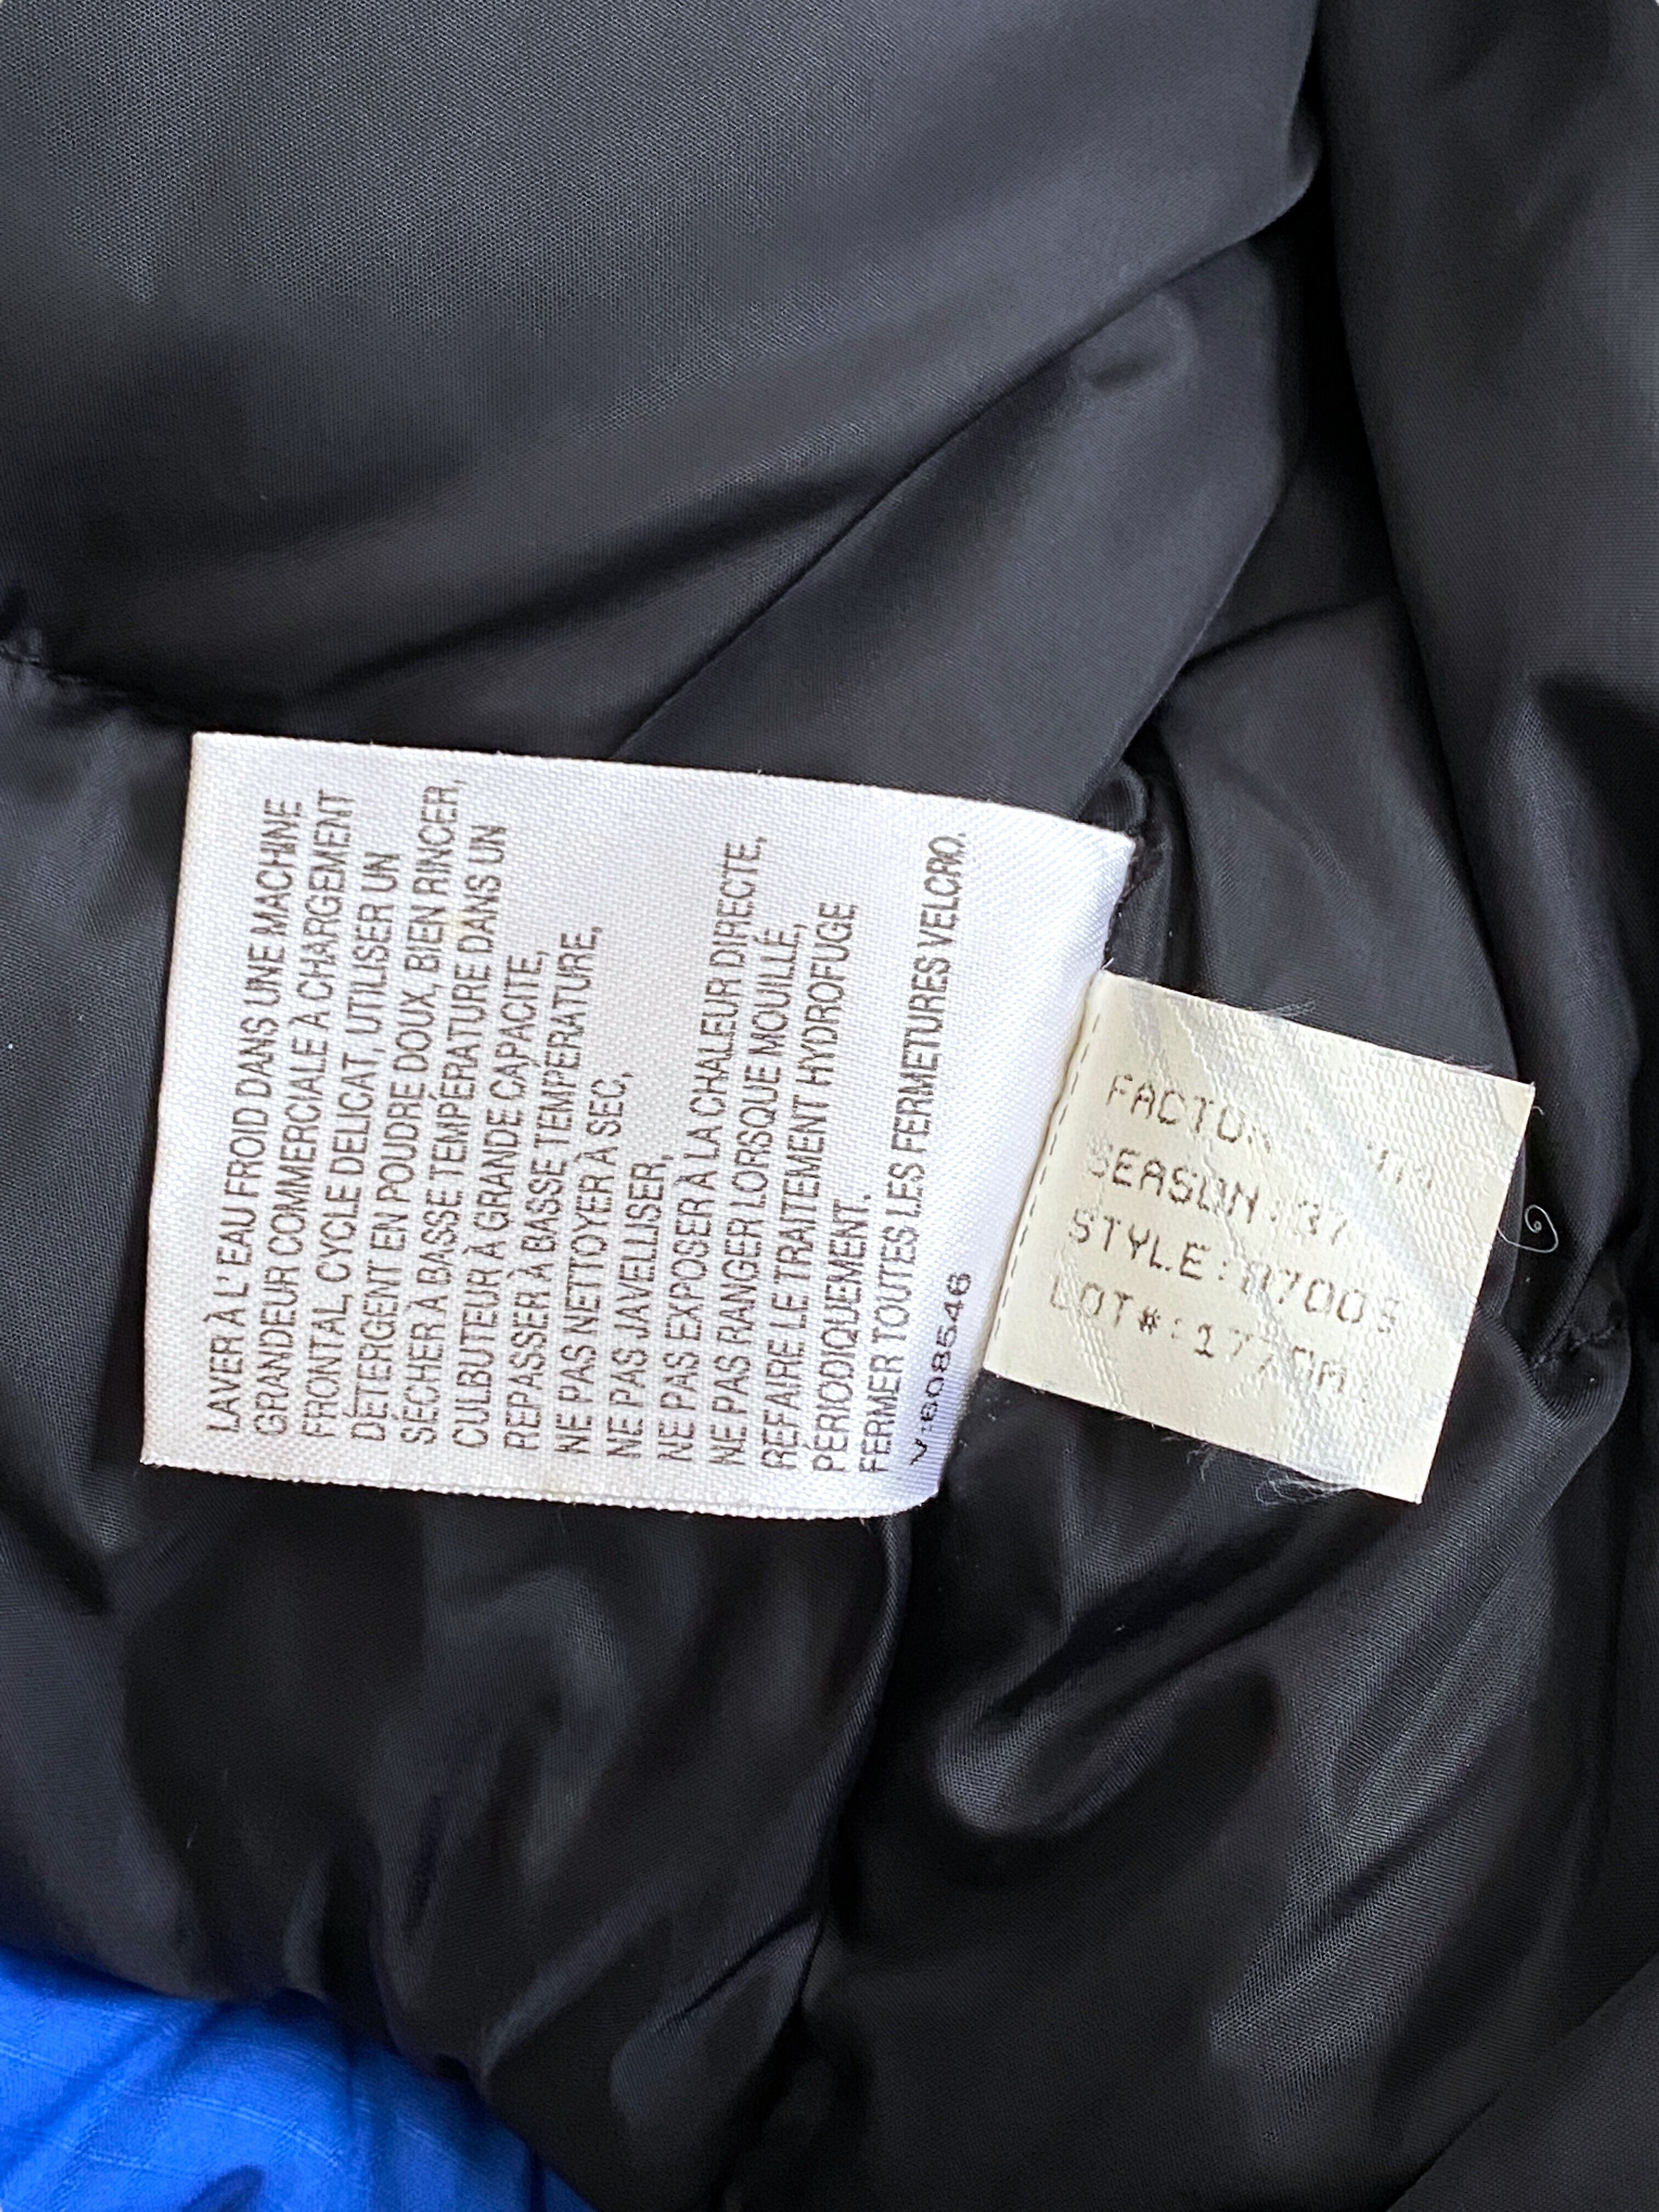 LAVER À L'EAU FROID DANS UNE MACHINE
GRANDEUR COMMERCIALE À CHARGEMENT
FRONTAL, CYCLE DELICAT, UTILISER UN
DÉTERGENT EN POUDRE DOUX, BIEN RINCER,
SÉCHER À BASSE TEMPÉRATURE DANS UN
CULBUTEUR À GRANDE CAPACITE,
REPASSER À BASSE TEMPÉRATURE,
NE PAS NETTOYER À SEC,
NE PAS JAVELLISER,
NE PAS EXPOSER À LA CHALEUR DIRECTE,
NE PAS RANGER LORSQUE MOUILLÉ,
REFAIRE LE TRAITEMENT HYDROFUGE
PÉRIODIQUEMENT.
FERMER TOUTES LES FERMETURES VELCRO.
V:608546
SEASON:37
STYLE:
LOT#: